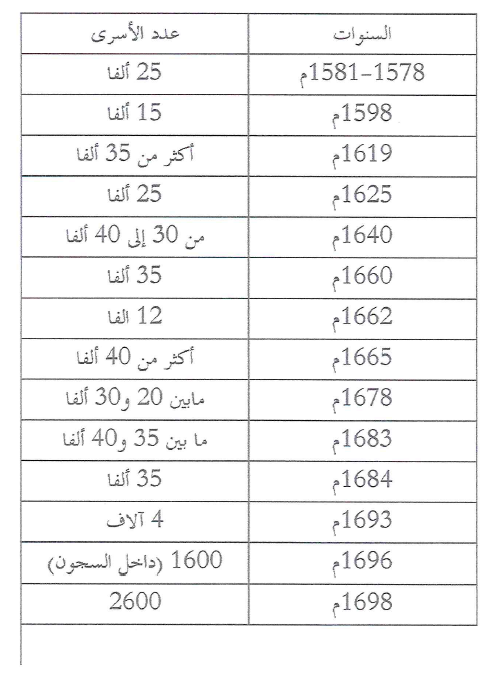 السنوات عدد الأسرى
1578-1581م 25 ألفا
1598م 15 ألفا
1619م أكثر من 35 ألفا
1625م 25 ألفا
1640م من 30 إلى 40 ألفا
1660م 35 ألفا
1662م 12 الفا
1665م أكثر من 40 ألفا
1678م مابين 20 و30 ألفا
1683م ما بين 35 و40 ألفا
1684م 35 ألفا
1693م 4 آلاف
1696م 1600 (داخل السجون)
1698م 2600